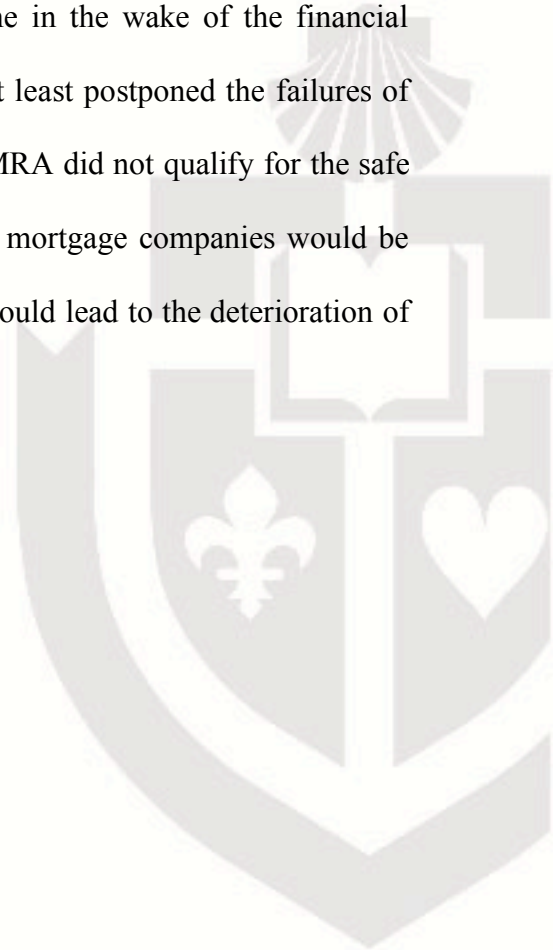 ne in the wake of the financial
t least postponed the failures of
MRA did not qualify for the safe
mortgage companies would be
ould lead to the deterioration of